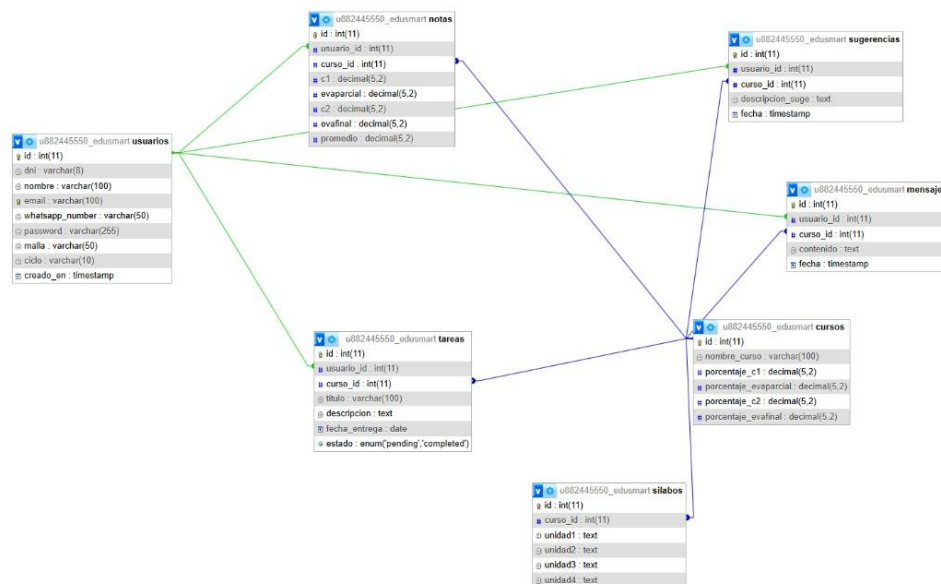 u882445550_edusmart notas
id : int(11)
usuario_id : int(11)
curso_id : int(11)
c1 : decimal(5,2)
evaparcial : decimal(5,2)
c2 : decimal(5,2)
evafinal : decimal(5,2)
promedio : decimal(5,2)
u882445550_edusmart sugerencias
id : int(11)
usuario_id : int(11)
curso_id : int(11)
descripcion_suge : text
fecha : timestamp
u882445550_edusmart usuarios
id : int(11)
dni : varchar(8)
nombre : varchar(100)
email : varchar(100)
whatsapp_number : varchar(50)
password : varchar(255)
malla : varchar(50)
ciclo : varchar(10)
creado_en : timestamp
u882445550_edusmart mensaje
id : int(11)
usuario_id : int(11)
curso_id : int(11)
contenido : text
fecha : timestamp
u882445550_edusmart tareas
id : int(11)
usuario_id : int(11)
curso_id : int(11)
titulo : varchar(100)
descripcion : text
fecha_entrega : date
estado : enum('pending','completed')
u882445550_edusmart cursos
id : int(11)
nombre_curso : varchar(100)
porcentaje_c1 : decimal(5,2)
porcentaje_evaparcial : decimal(5,2)
porcentaje_c2 : decimal(5,2)
porcentaje_evafinal : decimal(5,2)
u882445550_edusmart silabos
id : int(11)
curso_id : int(11)
unidad1 : text
unidad2 : text
unidad3 : text
unidad4 : text